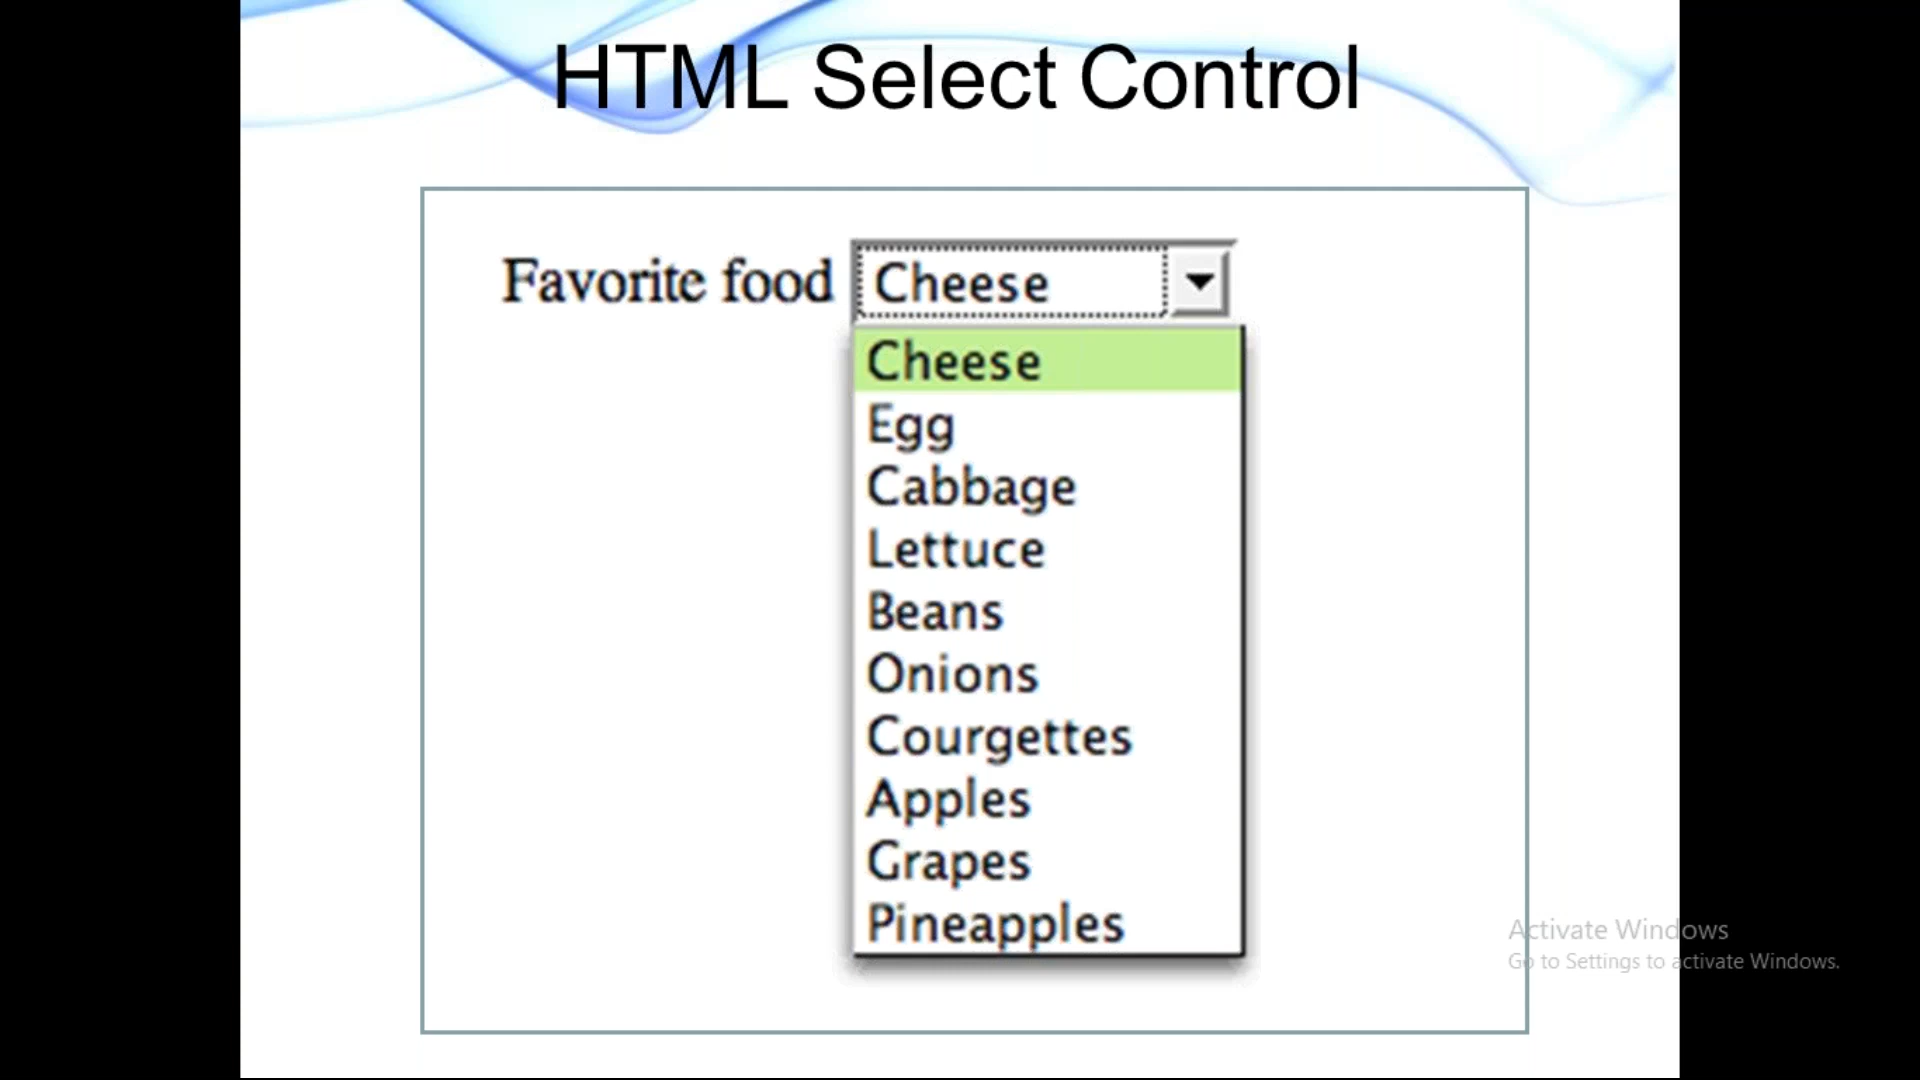 HTML Select Control
Favorite food Cheese
Cheese
Egg
Cabbage
Lettuce
Beans
Onions
Courgettes
Apples
Grapes
Pineapples
Activate Windows
Go to Settings to activate Windows.